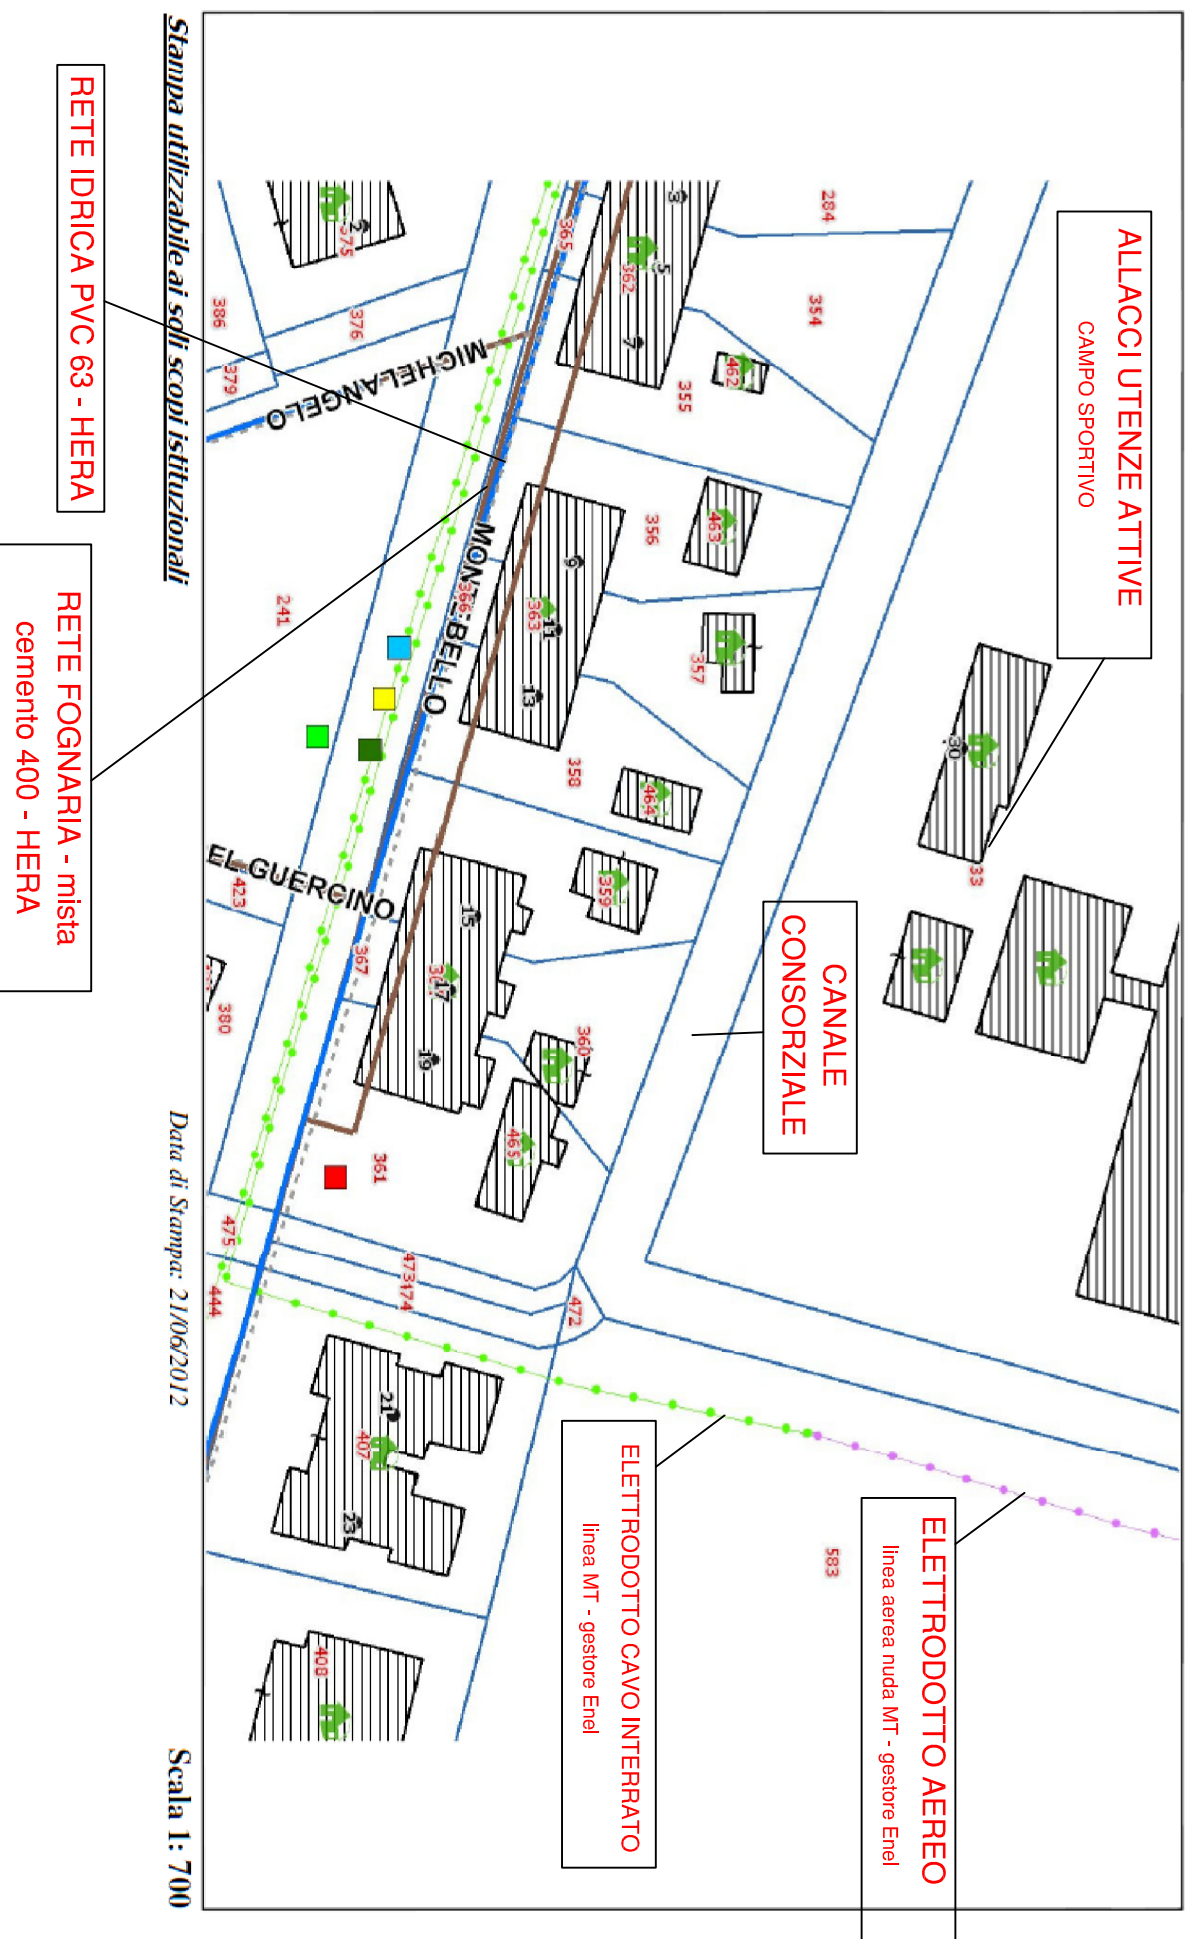 ALLACCI UTENZE ATTIVE
CAMPO SPORTIVO
CANALE
CONSORZIALE
ELETTRODOTTO AEREO
linea aerea nuda MT - gestore Enel
ELETTRODOTTO CAVO INTERRATO
linea MT - gestore Enel
284
354
30
33
583
462
463
355
356
357
464
358
359
360
465
472
3
5
7
362
9
11
363
13
15
17
19
361
473
174
365
366
367
MONTEBELLO
MICHELANGELO
EL GUERCINO
2
375
376
386
379
241
423
380
475
444
21
407
23
408
Stampa utilizzabile ai soli scopi istituzionali
Data di Stampa: 21/06/2012
Scala 1: 700
RETE IDRICA PVC 63 - HERA
RETE FOGNARIA - mista
cemento 400 - HERA